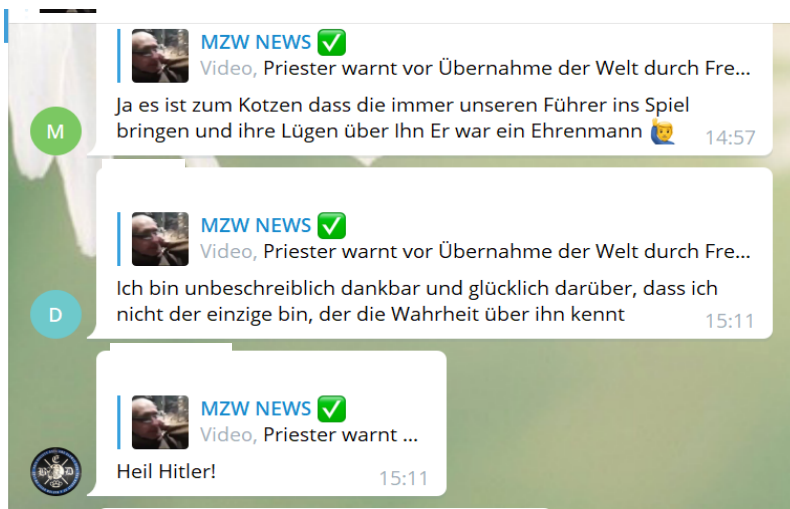 MZW NEWS ✅
Video, Priester warnt vor Übernahme der Welt durch Fre...
Ja es ist zum Kotzen dass die immer unseren Führer ins Spiel
bringen und ihre Lügen über Ihn Er war ein Ehrenmann 🙋‍♂️
14:57
M
MZW NEWS ✅
Video, Priester warnt vor Übernahme der Welt durch Fre...
Ich bin unbeschreiblich dankbar und glücklich darüber, dass ich
nicht der einzige bin, der die Wahrheit über ihn kennt
15:11
D
MZW NEWS ✅
Video, Priester warnt ...
Heil Hitler!
15:11